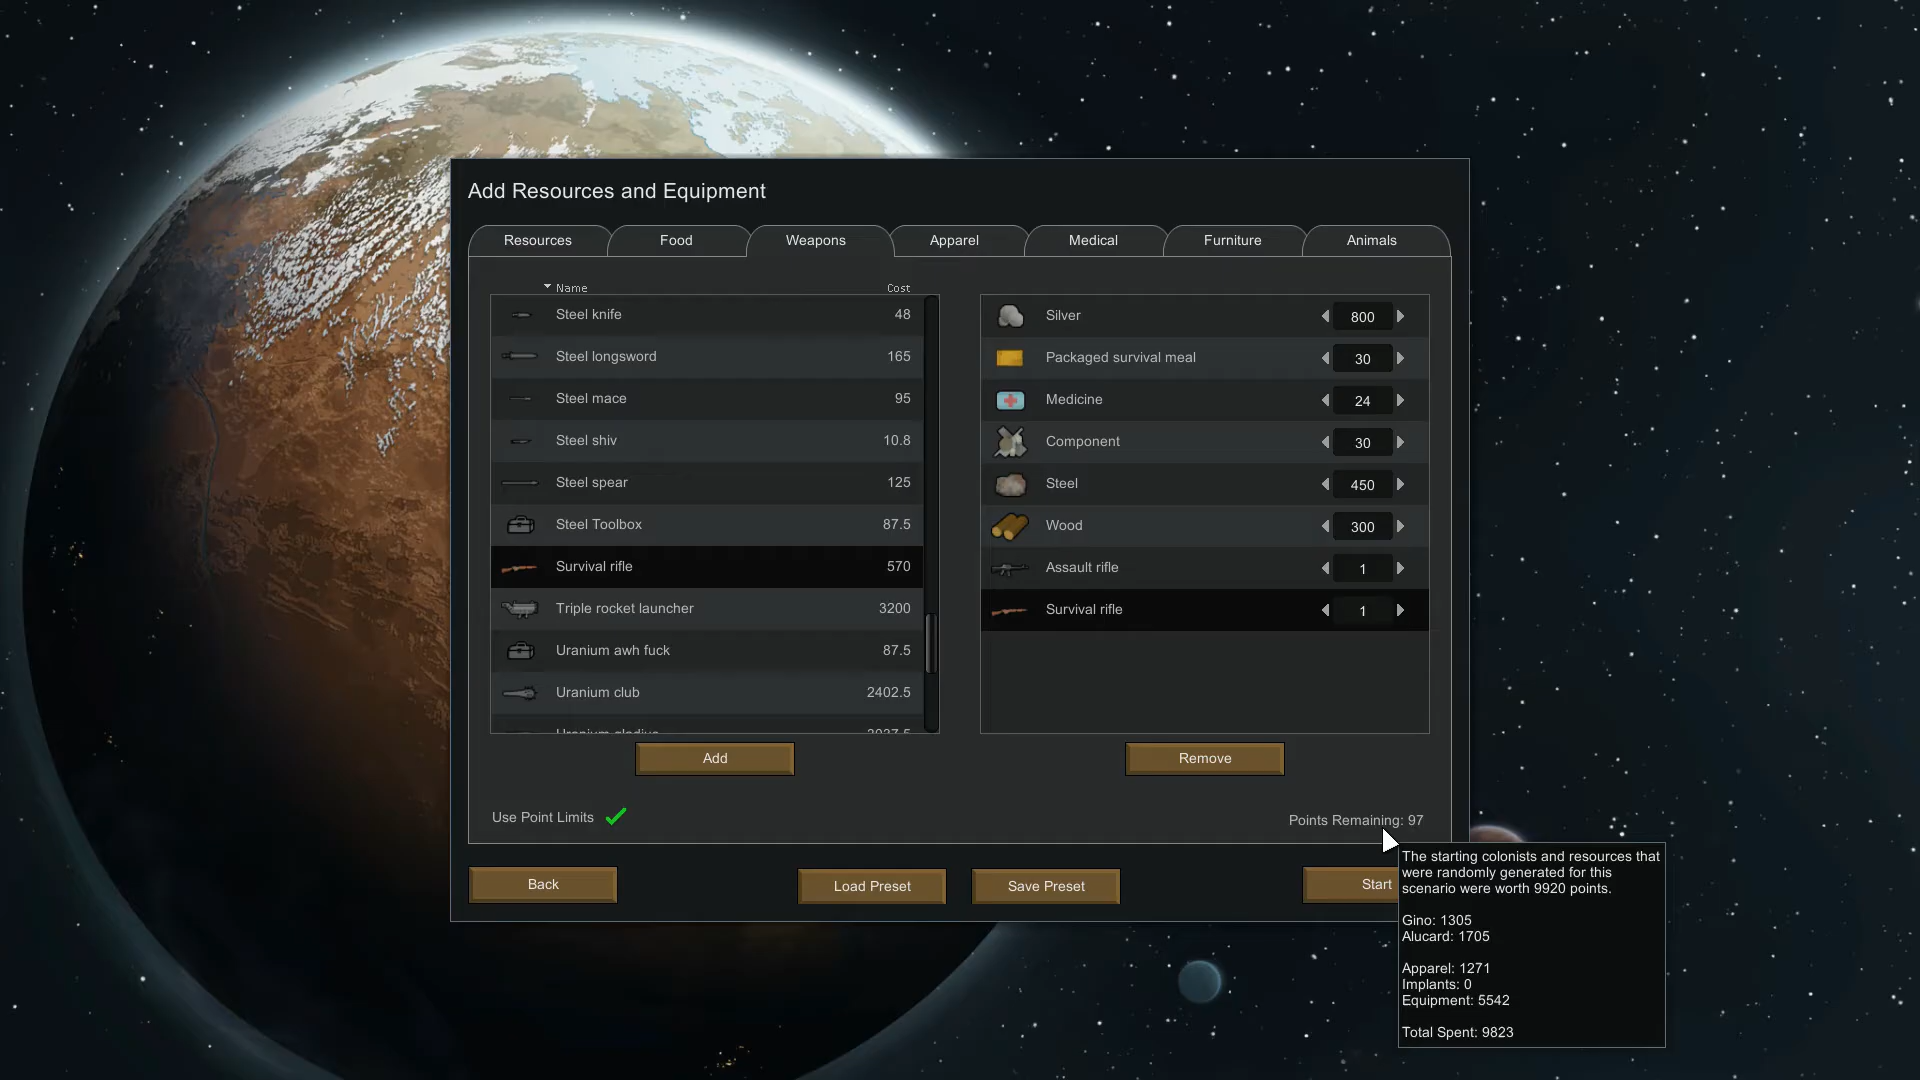 Add Resources and Equipment
Resources
Food
Weapons
Apparel
Medical
Furniture
Animals
Name Cost
Steel knife 48
Steel longsword 165
Steel mace 95
Steel shiv 10.8
Steel spear 125
Steel Toolbox 87.5
Survival rifle 570
Triple rocket launcher 3200
Uranium awh fuck 87.5
Uranium club 2402.5
Uranium gladius 2037.5
Silver 800
Packaged survival meal 30
Medicine 24
Component 30
Steel 450
Wood 300
Assault rifle 1
Survival rifle 1
Add
Remove
Use Point Limits
Points Remaining: 97
Back
Load Preset
Save Preset
Start
The starting colonists and resources that
were randomly generated for this
scenario were worth 9920 points.
Gino: 1305
Alucard: 1705
Apparel: 1271
Implants: 0
Equipment: 5542
Total Spent: 9823